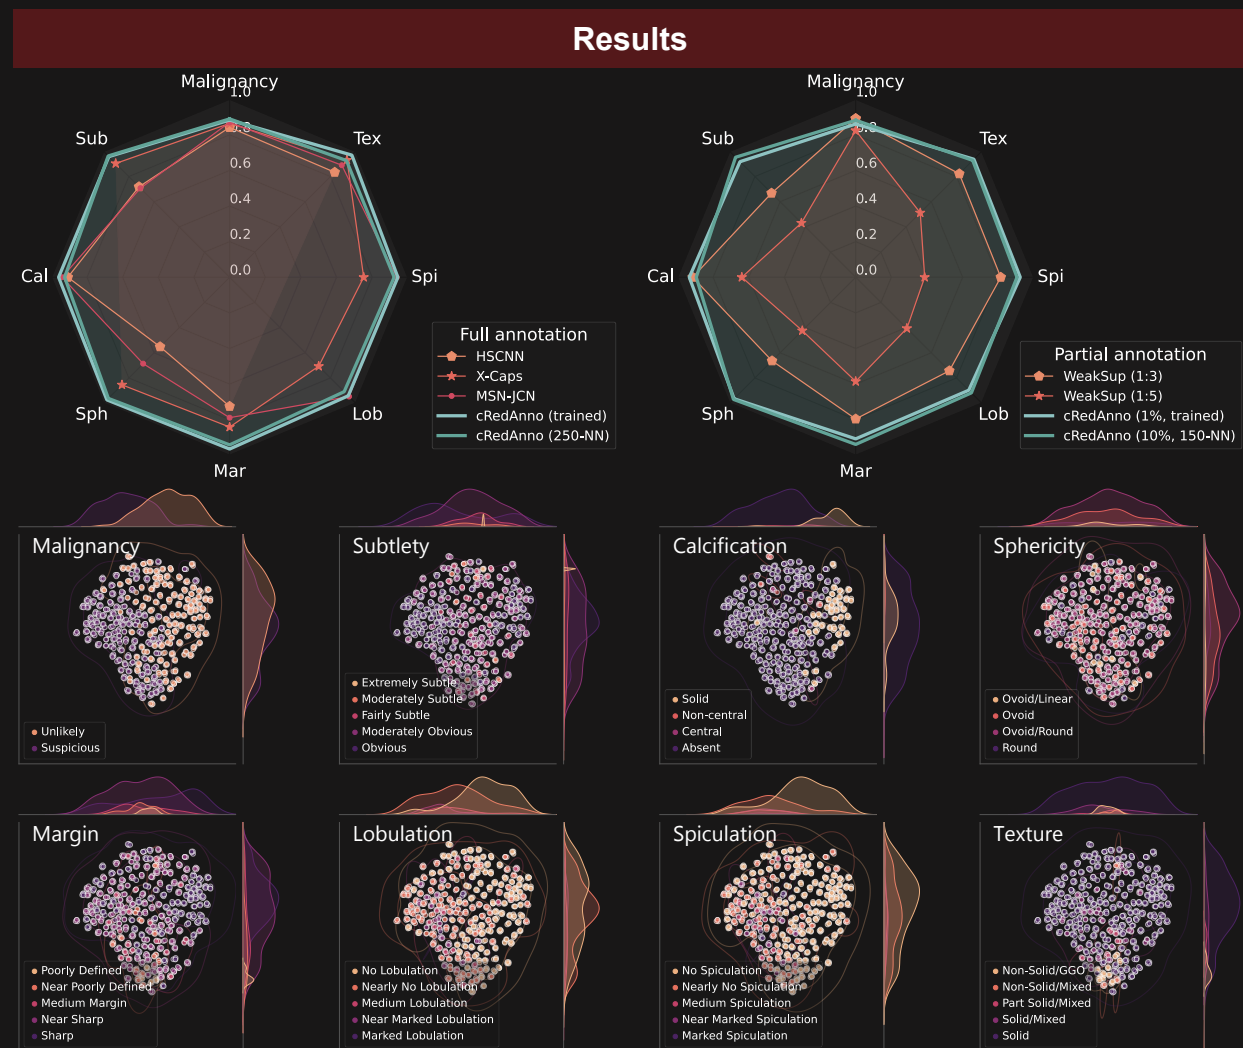 Results
Malignancy
1.0
0.8
0.6
0.4
0.2
0.0
Tex
Spi
Lob
Mar
Sph
Cal
Sub
Full annotation
HSCNN
X-Caps
MSN-JCN
cRedAnno (trained)
cRedAnno (250-NN)
Malignancy
1.0
0.8
0.6
0.4
0.2
0.0
Tex
Spi
Lob
Mar
Sph
Cal
Sub
Partial annotation
WeakSup (1:3)
WeakSup (1:5)
cRedAnno (1%, trained)
cRedAnno (10%, 150-NN)
Malignancy
Unlikely
Suspicious
Subtlety
Extremely Subtle
Moderately Subtle
Fairly Subtle
Moderately Obvious
Obvious
Calcification
Solid
Non-central
Central
Absent
Sphericity
Ovoid/Linear
Ovoid
Ovoid/Round
Round
Margin
Poorly Defined
Near Poorly Defined
Medium Margin
Near Sharp
Sharp
Lobulation
No Lobulation
Nearly No Lobulation
Medium Lobulation
Near Marked Lobulation
Marked Lobulation
Spiculation
No Spiculation
Nearly No Spiculation
Medium Spiculation
Near Marked Spiculation
Marked Spiculation
Texture
Non-Solid/GGO
Non-Solid/Mixed
Part Solid/Mixed
Solid/Mixed
Solid